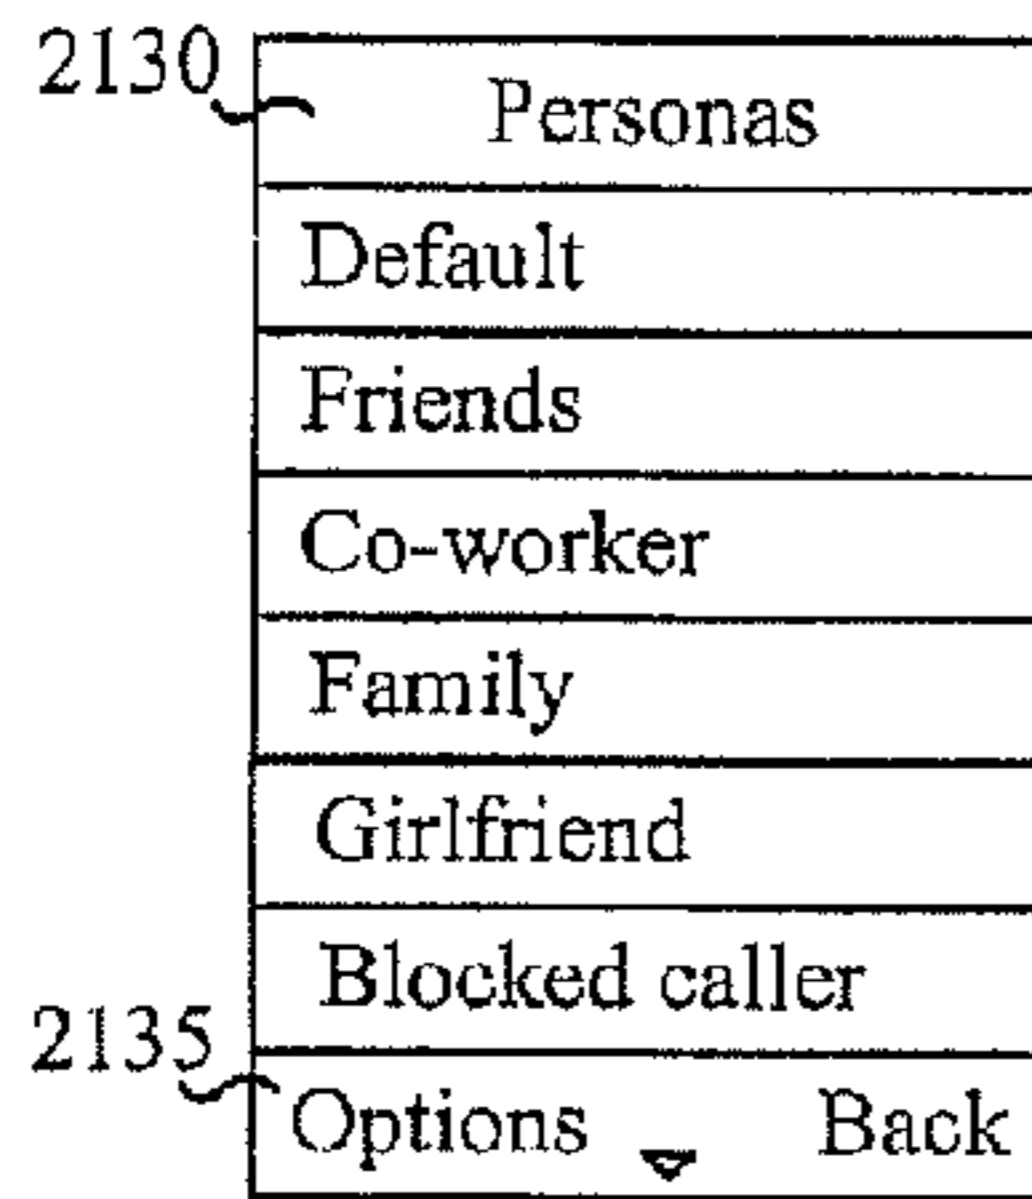 2130
Personas
Default
Friends
Co-worker
Family
Girlfriend
Blocked caller
2135
Options Back